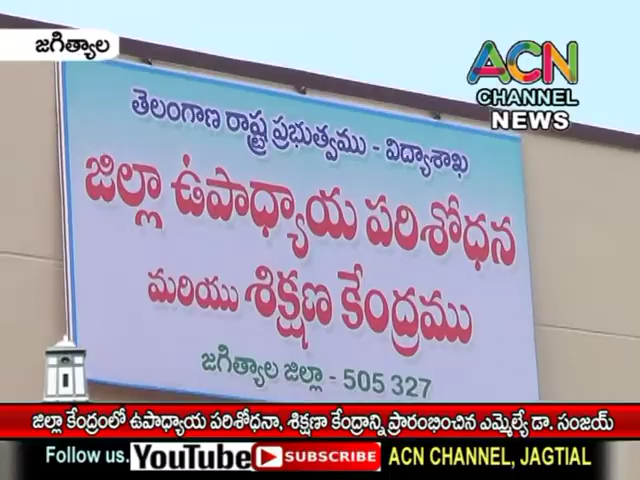 జగిత్యాల
ACN
CHANNEL
NEWS
తెలంగాణ రాష్ట్ర ప్రభుత్వము - విద్యాశాఖ
జిల్లా ఉపాధ్యాయ పరిశోధన
మరియు శిక్షణ కేంద్రము
జగిత్యాల జిల్లా - 505 327
జిల్లా కేంద్రంలో ఉపాధ్యాయ పరిశోధనా, శిక్షణా కేంద్రాన్ని ప్రారంభించిన ఎమ్మెల్యే డా. సంజయ్
Follow us. YouTube SUBSCRIBE ACN CHANNEL, JAGTIAL